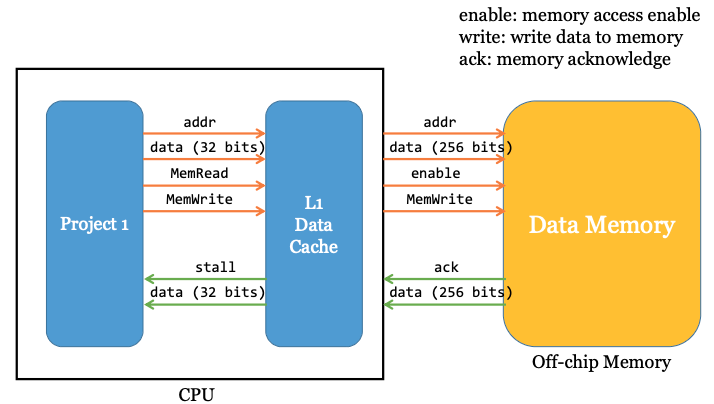 enable: memory access enable
write: write data to memory
ack: memory acknowledge
addr
data (32 bits)
MemRead
MemWrite
Project 1
L1
Data
Cache
stall
data (32 bits)
addr
data (256 bits)
enable
MemWrite
ack
data (256 bits)
Data Memory
Off-chip Memory
CPU